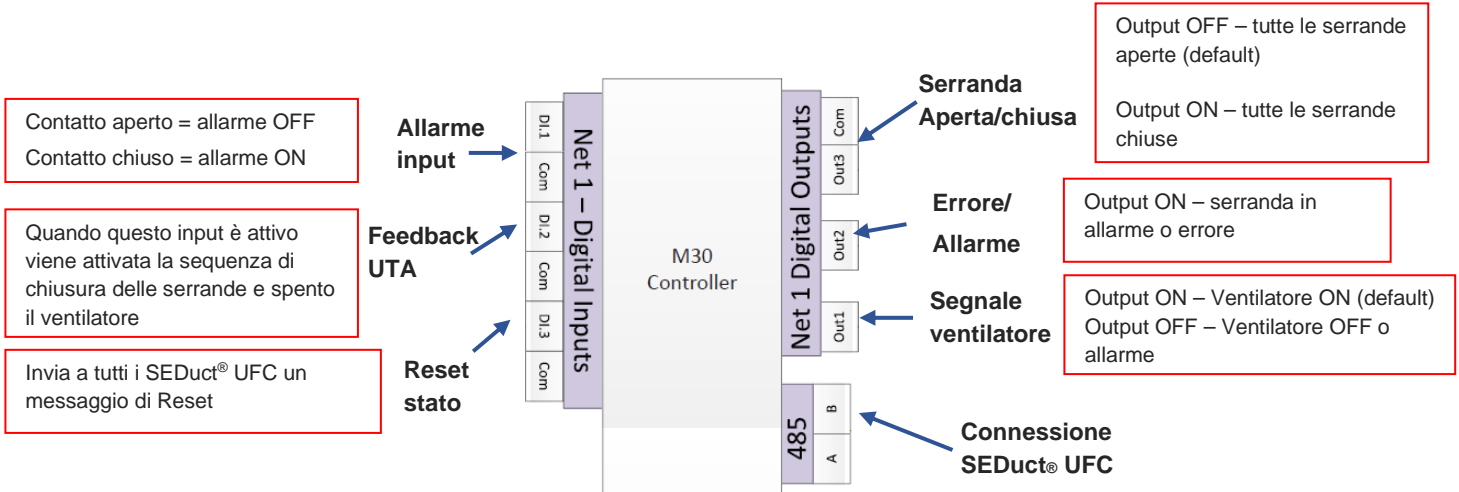 Contatto aperto = allarme OFF
Contatto chiuso = allarme ON
Quando questo input è attivo
viene attivata la sequenza di
chiusura delle serrande e spento
il ventilatore
Invia a tutti i SEDuct® UFC un
messaggio di Reset
Allarme
input
Feedback
UTA
Reset
stato
DI.1
Com
DI.2
Com
DI.3
Com
Net 1 – Digital Inputs
M30
Controller
Net 1 Digital Outputs
Com
Out3
Out2
Out1
485
B
A
Serranda
Aperta/chiusa
Errore/
Allarme
Segnale
ventilatore
Connessione
SEDuct® UFC
Output OFF – tutte le serrande
aperte (default)
Output ON – tutte le serrande
chiuse
Output ON – serranda in
allarme o errore
Output ON – Ventilatore ON (default)
Output OFF – Ventilatore OFF o
allarme